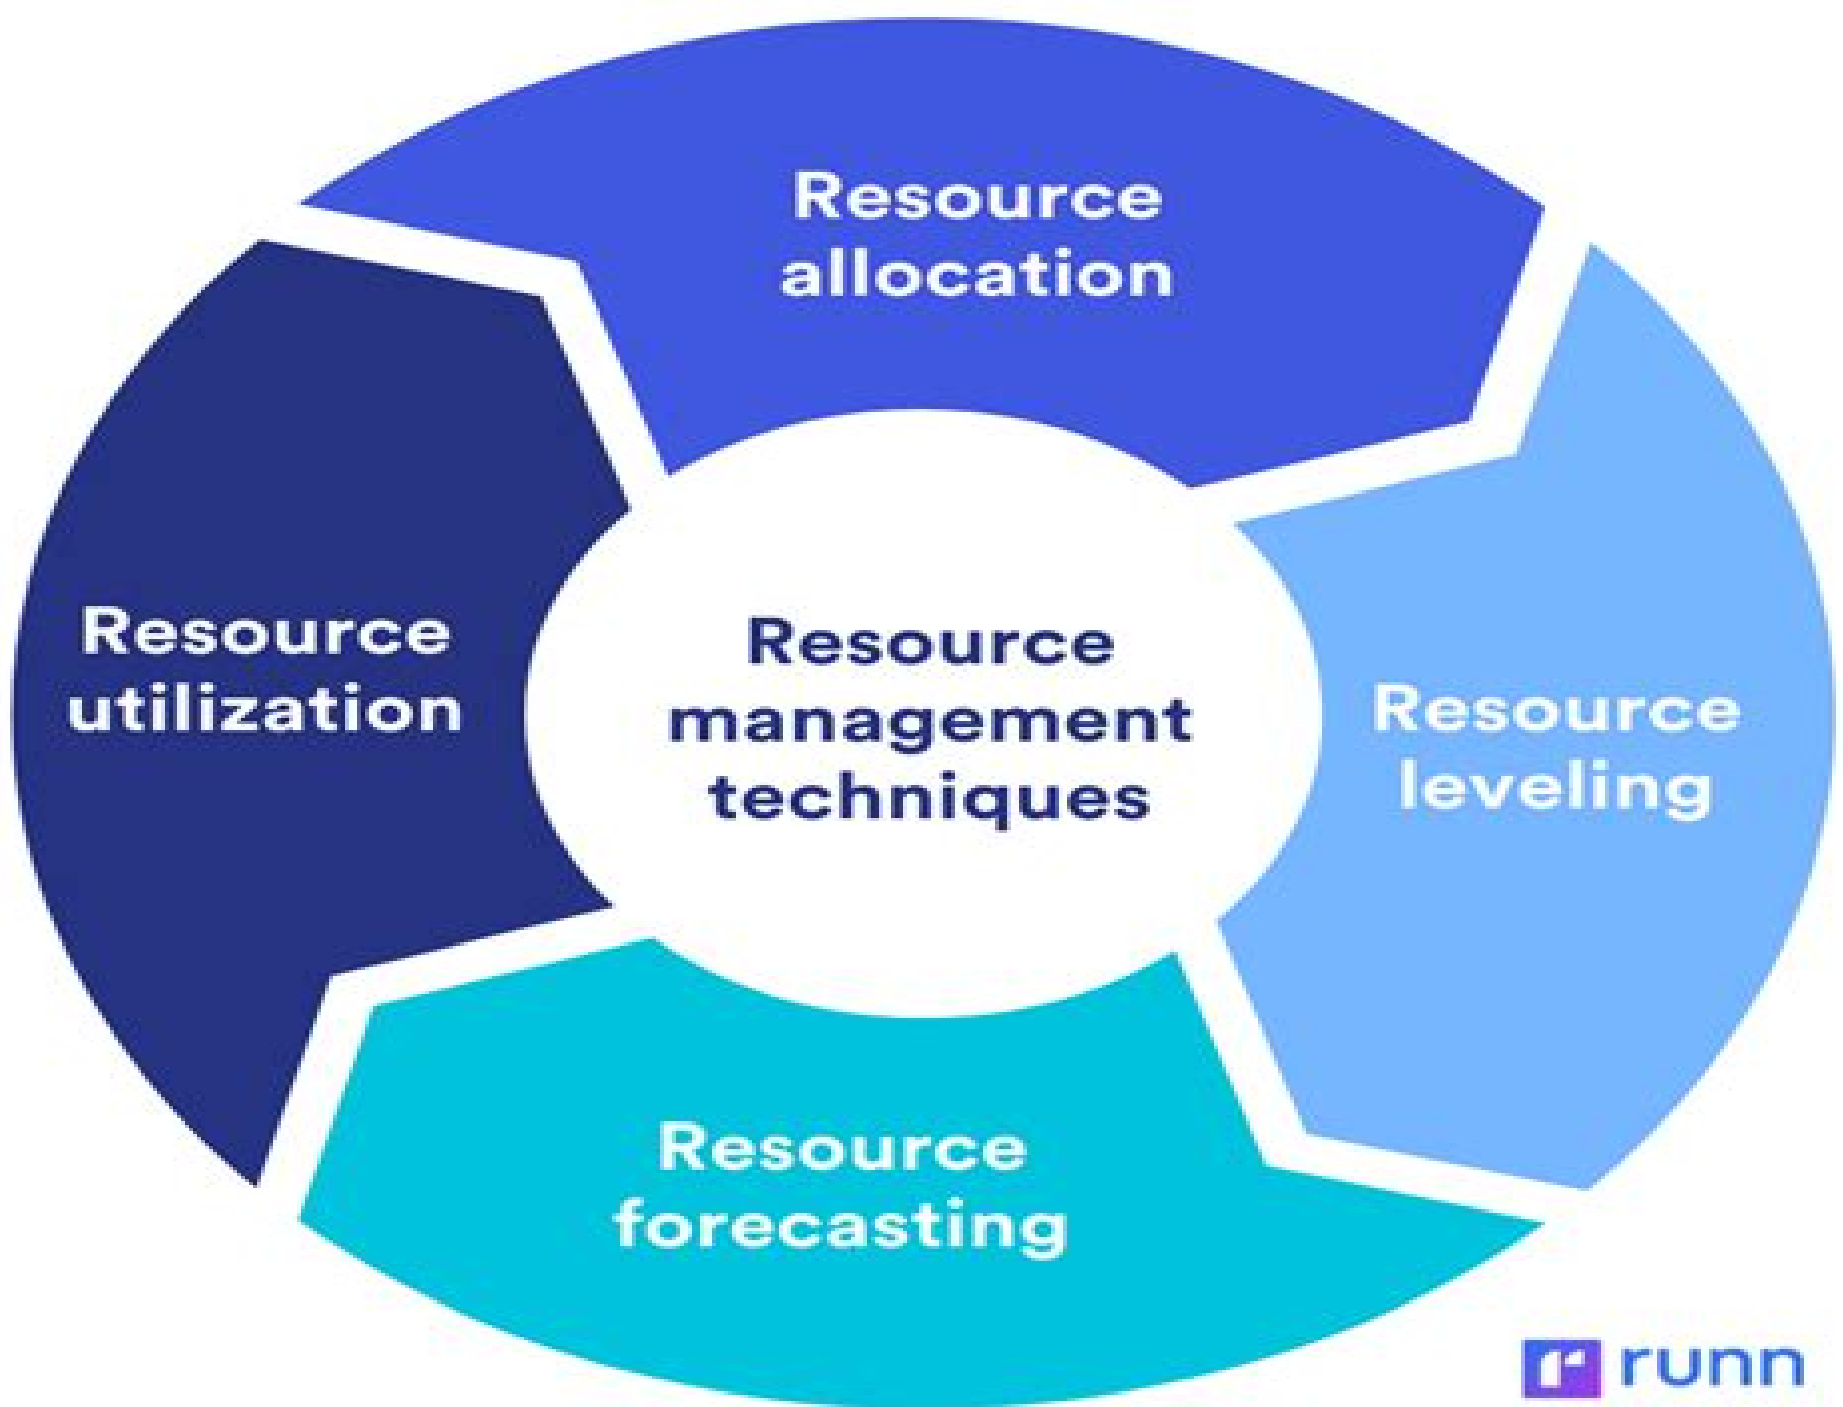 Resource
allocation
Resource
utilization
Resource
management
techniques
Resource
leveling
Resource
forecasting
runn